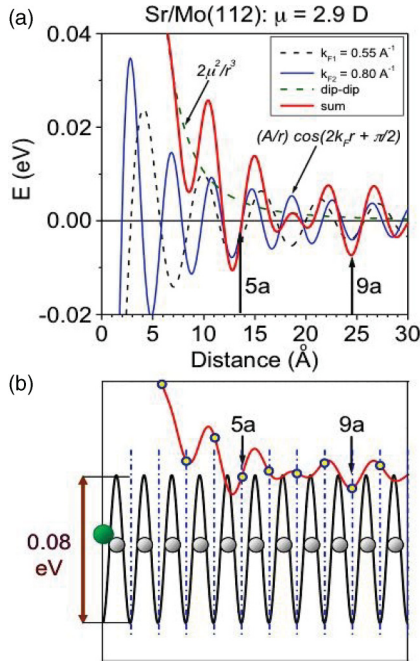 (a)
Sr/Mo(112): μ = 2.9 D
0.04
0.02
0.00
-0.02
E (eV)
2μ²/r³
k_F1 = 0.55 A⁻¹
k_F2 = 0.80 A⁻¹
dip-dip
sum
(A/r) cos(2k_Fr + π/2)
5a
9a
0 5 10 15 20 25 30
Distance (Å)
(b)
5a
9a
0.08
eV